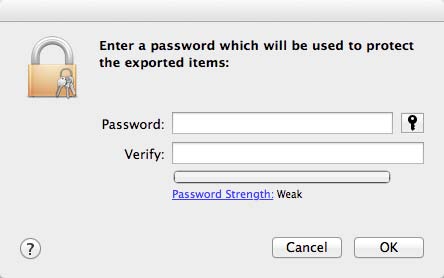 Enter a password which will be used to protect
the exported items:
Password:
Verify:
Password Strength: Weak
?
Cancel
OK